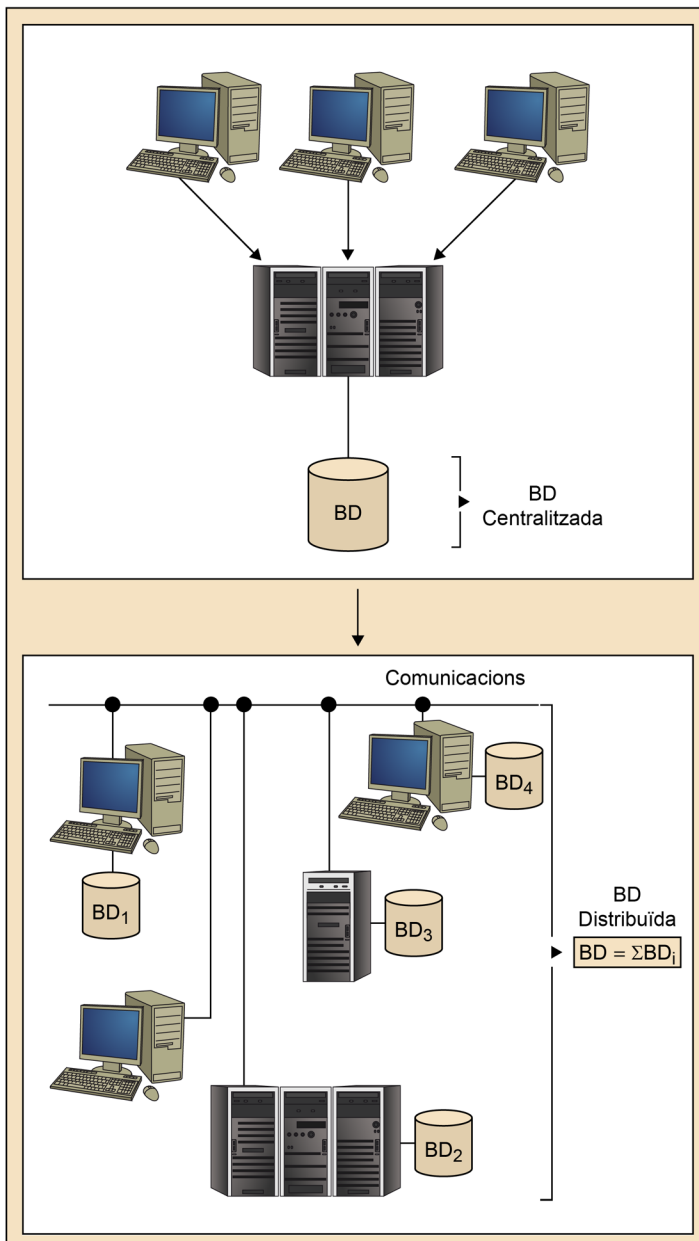 BD
BD
Centralitzada
Comunicacions
BD₄
BD₁
BD₃
BD
Distribuïda
BD = ΣBDᵢ
BD₂